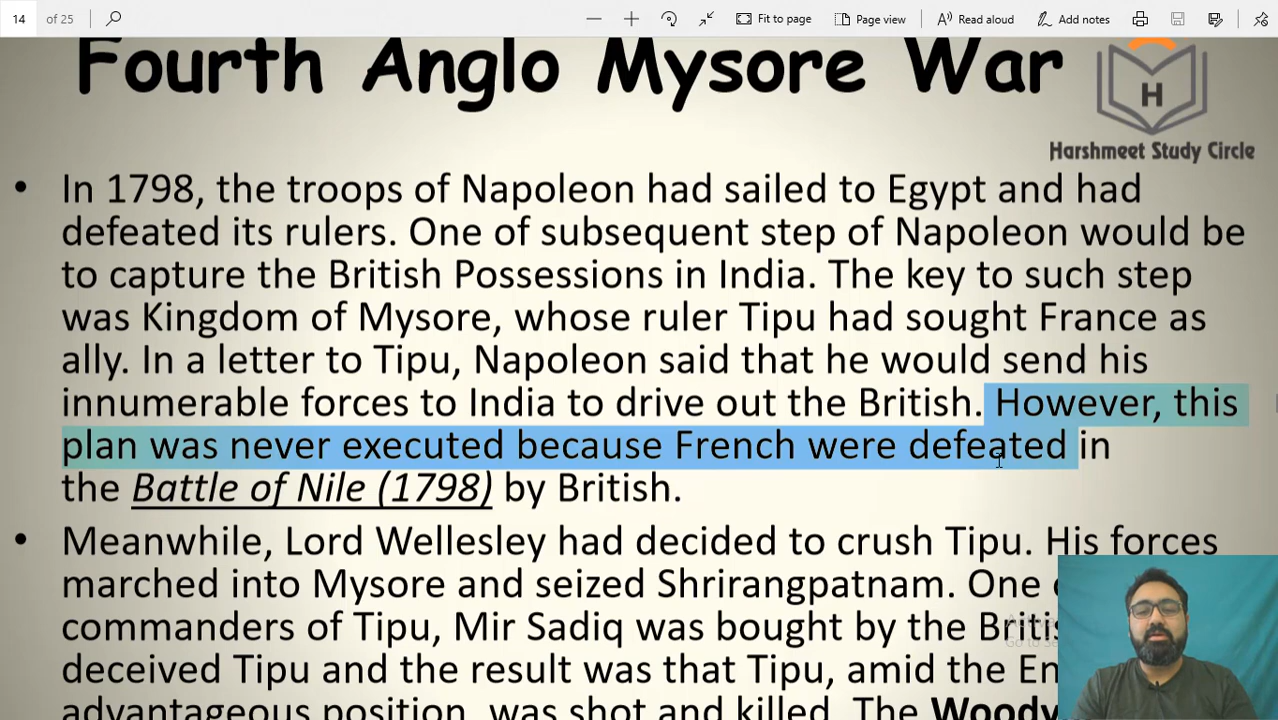 14 of 25 Fit to page Page view Read aloud Add notes
Fourth Anglo Mysore War
H
Harshmeet Study Circle
• In 1798, the troops of Napoleon had sailed to Egypt and had
defeated its rulers. One of subsequent step of Napoleon would be
to capture the British Possessions in India. The key to such step
was Kingdom of Mysore, whose ruler Tipu had sought France as
ally. In a letter to Tipu, Napoleon said that he would send his
innumerable forces to India to drive out the British. However, this
plan was never executed because French were defeated in
the Battle of Nile (1798) by British.
• Meanwhile, Lord Wellesley had decided to crush Tipu. His forces
marched into Mysore and seized Shrirangpatnam. One
commanders of Tipu, Mir Sadiq was bought by the
deceived Tipu and the result was that Tipu, amid the
advantageous position, was shot and killed. The